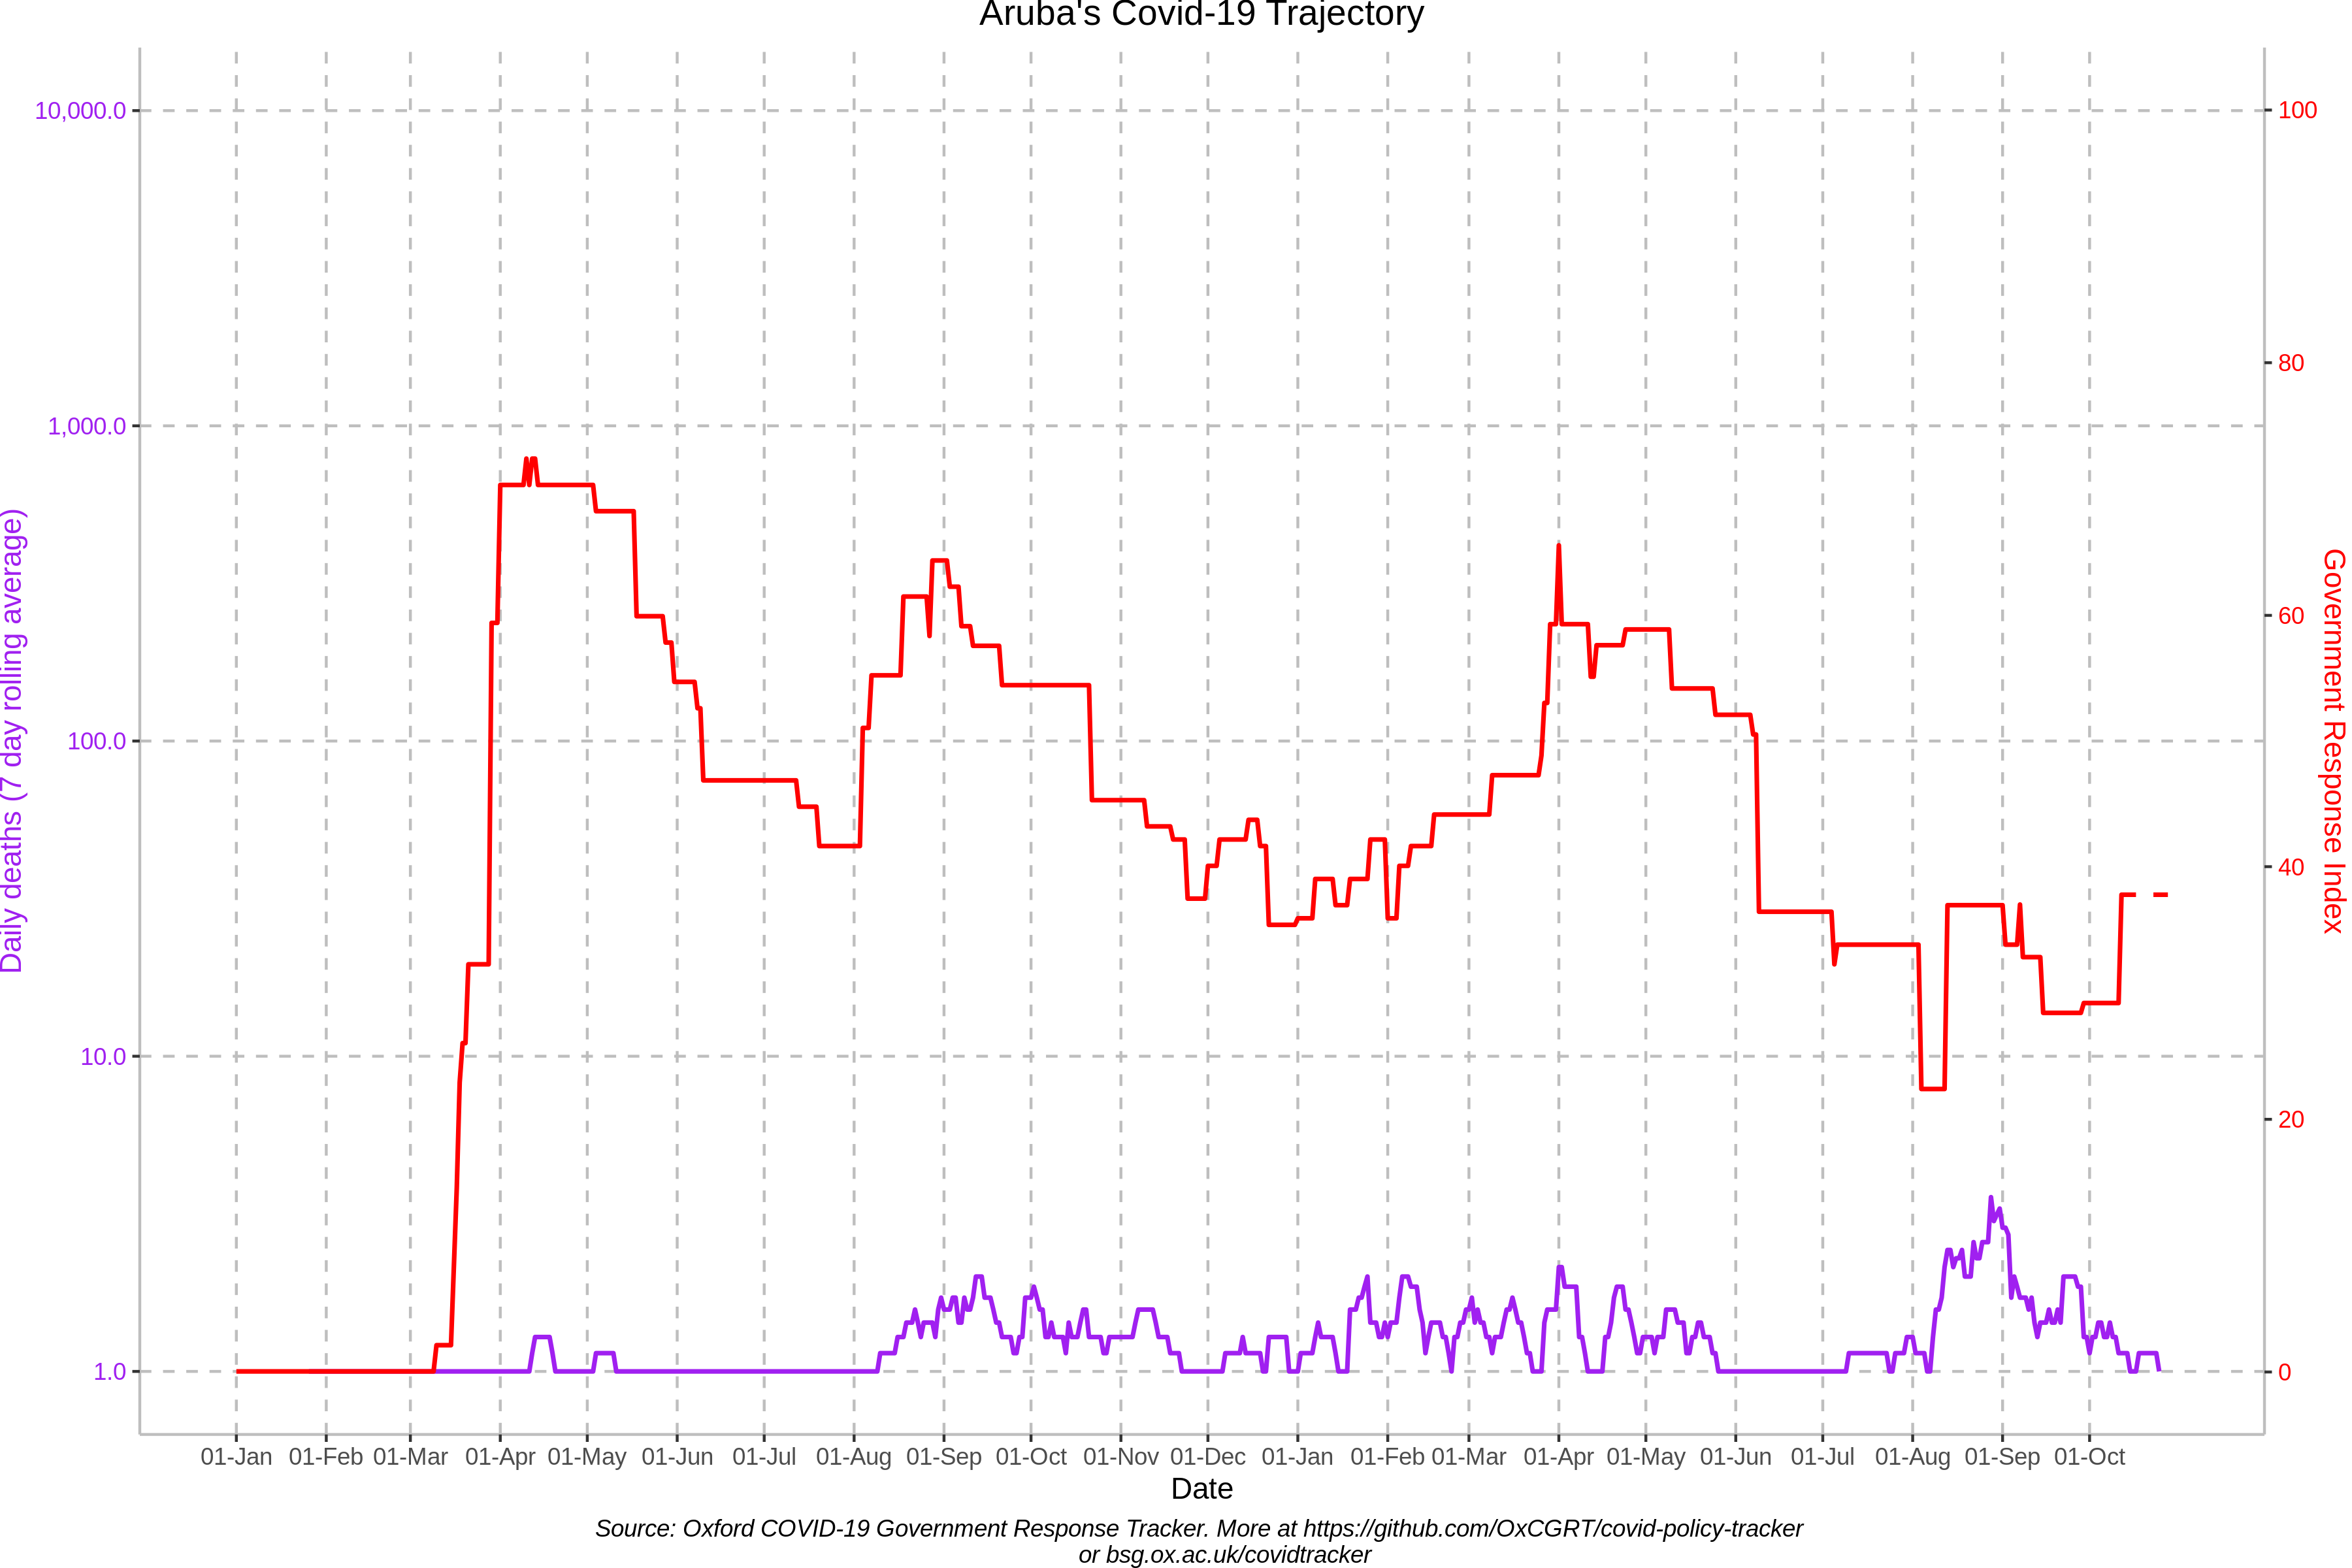 Aruba's Covid-19 Trajectory
Daily deaths (7 day rolling average)
10,000.0
1,000.0
100.0
10.0
1.0
100
80
60
40
20
0
Government Response Index
01-Jan 01-Feb 01-Mar 01-Apr 01-May 01-Jun 01-Jul 01-Aug 01-Sep 01-Oct 01-Nov 01-Dec 01-Jan 01-Feb 01-Mar 01-Apr 01-May 01-Jun 01-Jul 01-Aug 01-Sep 01-Oct
Date
Source: Oxford COVID-19 Government Response Tracker. More at https://github.com/OxCGRT/covid-policy-tracker
or bsg.ox.ac.uk/covidtracker